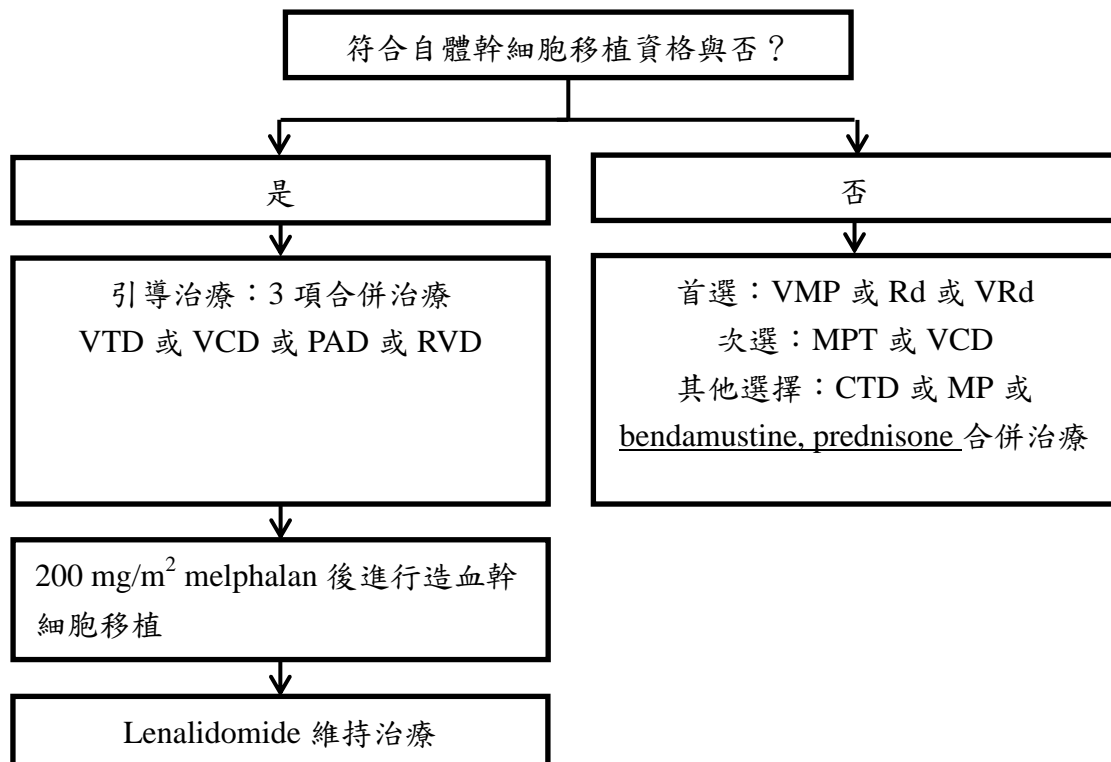 符合自體幹細胞移植資格與否？
是
引導治療：3 項合併治療
VTD 或 VCD 或 PAD 或 RVD
200 mg/m² melphalan 後進行造血幹
細胞移植
Lenalidomide 維持治療
否
首選：VMP 或 Rd 或 VRd
次選：MPT 或 VCD
其他選擇：CTD 或 MP 或
bendamustine, prednisone 合併治療